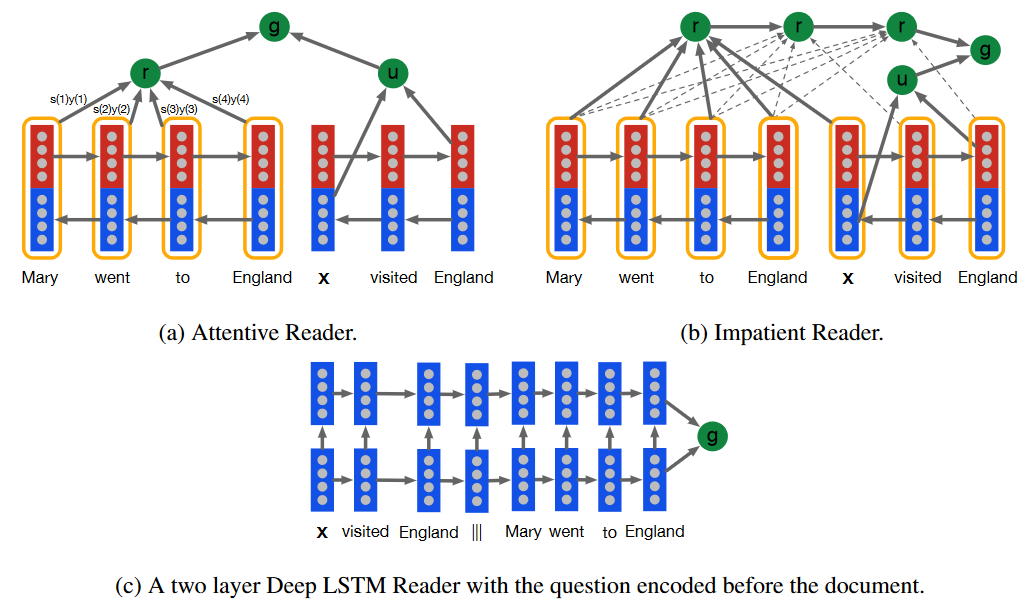 g
r
u
s(1)y(1)
s(2)y(2)
s(3)y(3)
s(4)y(4)
Mary went to England X visited England
(a) Attentive Reader.
r r r
g
u
Mary went to England X visited England
(b) Impatient Reader.
g
X visited England ||| Mary went to England
(c) A two layer Deep LSTM Reader with the question encoded before the document.